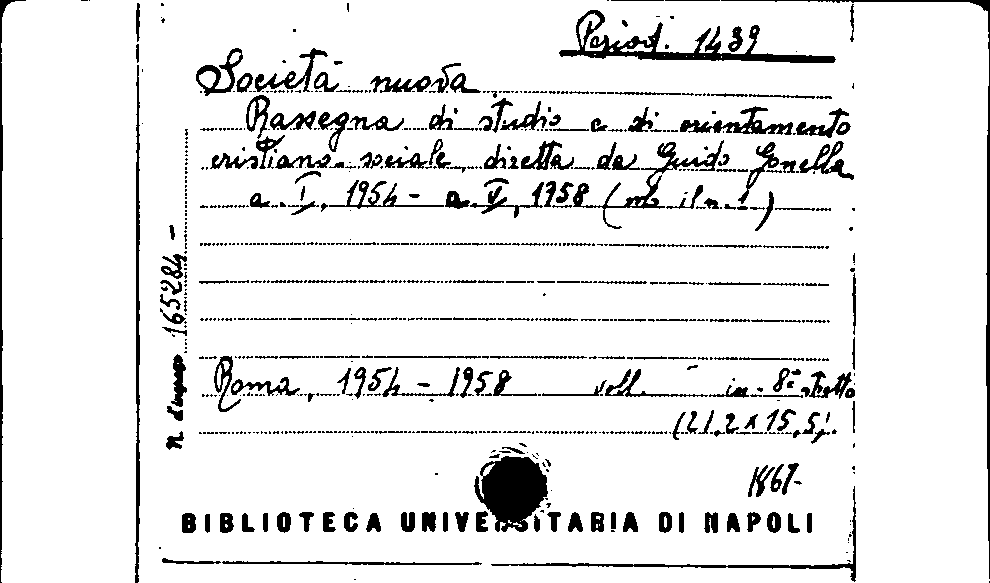 Period. 1439
Società nuova
Rassegna di studio e di orientamento
cristiano-sociale, diretta da Guido Gonella.
a. I, 1954 - a. V, 1958 ( il n. 1)
N. d'ingresso 165284 -
Roma, 1954 - 1958 voll. in-8° stretto
(21,2 x 15,5).
1867-
BIBLIOTECA UNIVERSITARIA DI NAPOLI